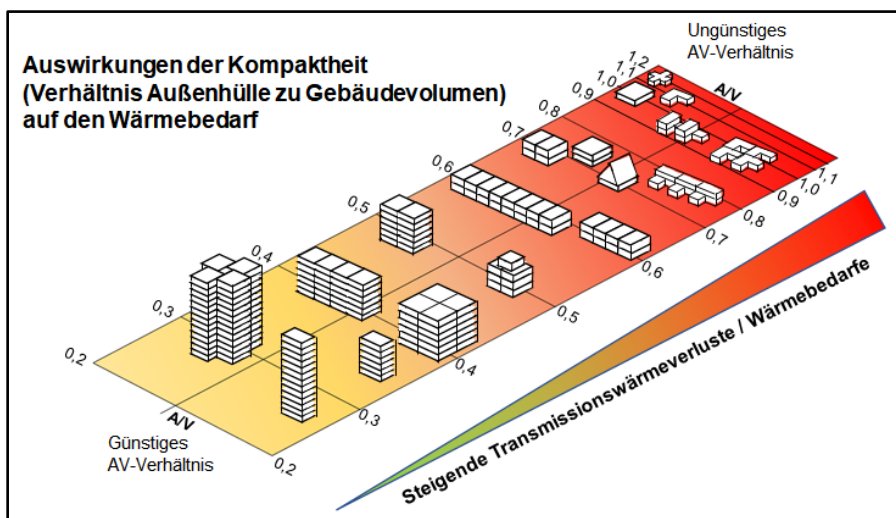 Auswirkungen der Kompaktheit
(Verhältnis Außenhülle zu Gebäudevolumen)
auf den Wärmebedarf
Ungünstiges
AV-Verhältnis
1,2
1,1
1,0
0,9
0,8
0,7
0,6
0,5
0,4
0,3
0,2
A/V
1,1
1,0
0,9
0,8
0,7
0,6
0,5
0,4
0,3
0,2
A/V
Günstiges
AV-Verhältnis
Steigende Transmissionswärmeverluste / Wärmebedarfe